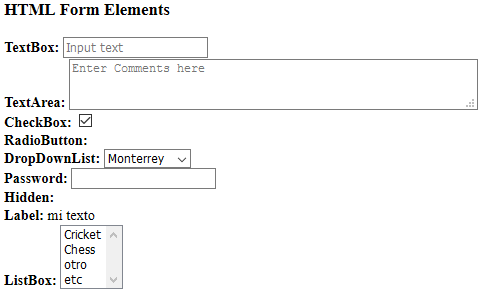 HTML Form Elements
TextBox: Input text
Enter Comments here
TextArea:
CheckBox:
RadioButton:
DropDownList: Monterrey
Password:
Hidden:
Label: mi texto
Cricket
Chess
otro
ListBox: etc